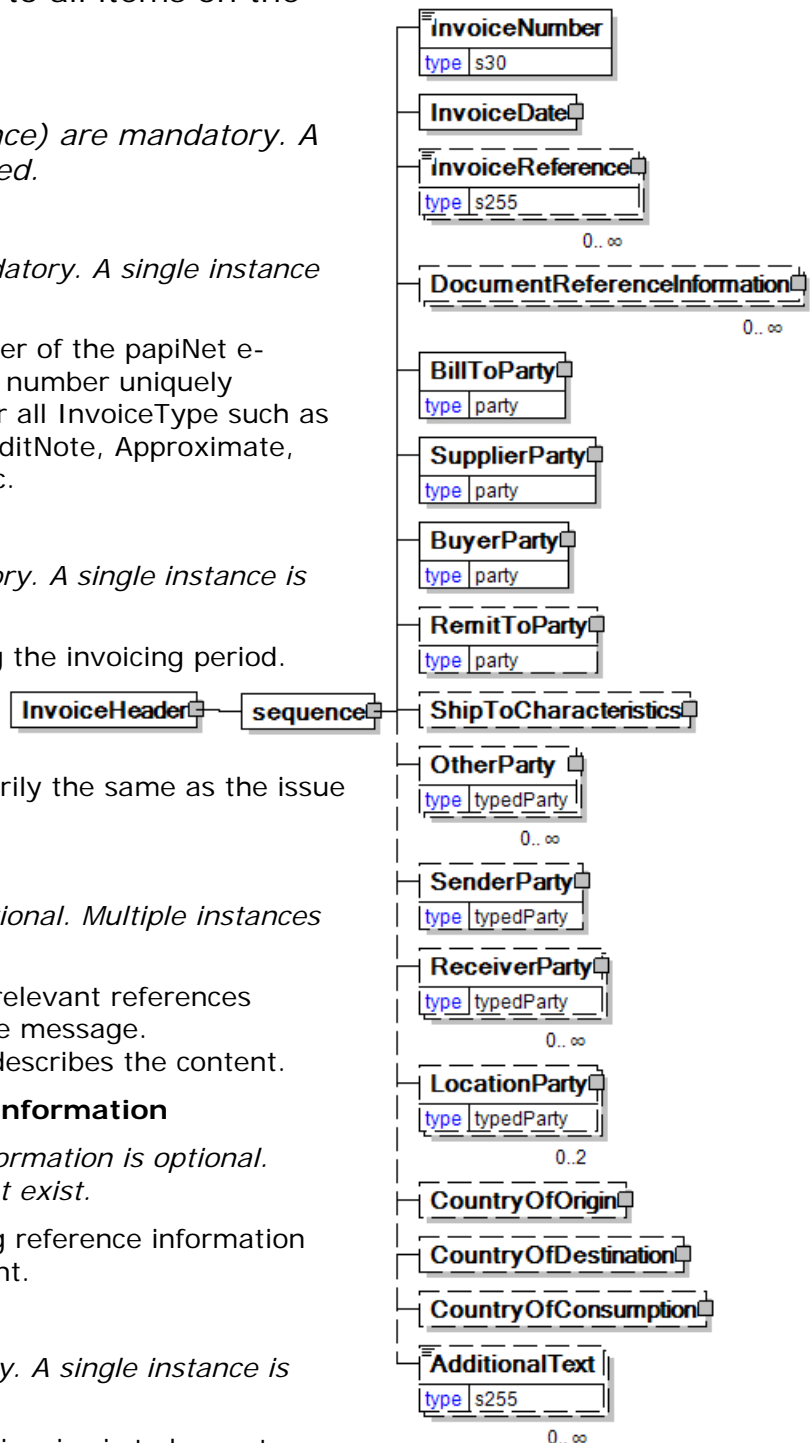 to all items on the
nce) are mandatory. A
ed.
datory. A single instance
er of the papiNet e-
number uniquely
r all InvoiceType such as
ditNote, Approximate,
c.
ory. A single instance is
g the invoicing period.
rily the same as the issue
tional. Multiple instances
relevant references
e message.
describes the content.
nformation
ormation is optional.
t exist.
g reference information
nt.
y. A single instance is
InvoiceHeader
sequence
InvoiceNumber
type s30
InvoiceDate
InvoiceReference
type s255
0..∞
DocumentReferenceInformation
0..∞
BillToParty
type party
SupplierParty
type party
BuyerParty
type party
RemitToParty
type party
ShipToCharacteristics
OtherParty
type typedParty
0..∞
SenderParty
type typedParty
ReceiverParty
type typedParty
0..∞
LocationParty
type typedParty
0..2
CountryOfOrigin
CountryOfDestination
CountryOfConsumption
AdditionalText
type s255
0..∞